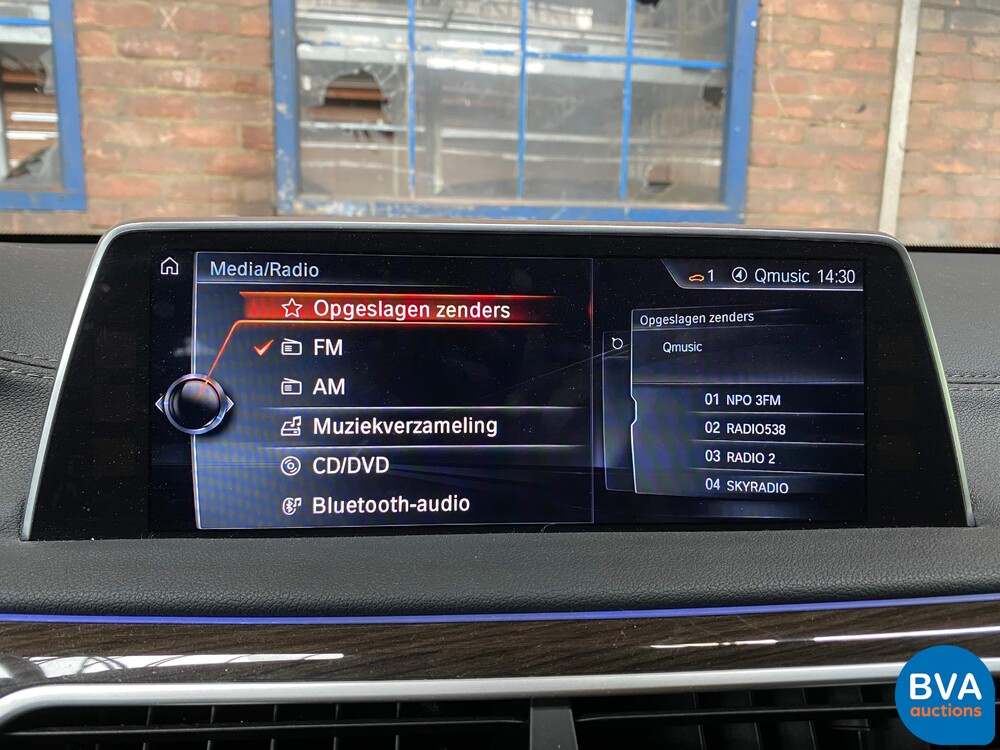 Media/Radio
Opgeslagen zenders
FM
AM
Muziekverzameling
CD/DVD
Bluetooth-audio
1 Qmusic 14:30
Opgeslagen zenders
Qmusic
01 NPO 3FM
02 RADIO538
03 RADIO 2
04 SKYRADIO
BVA
auctions